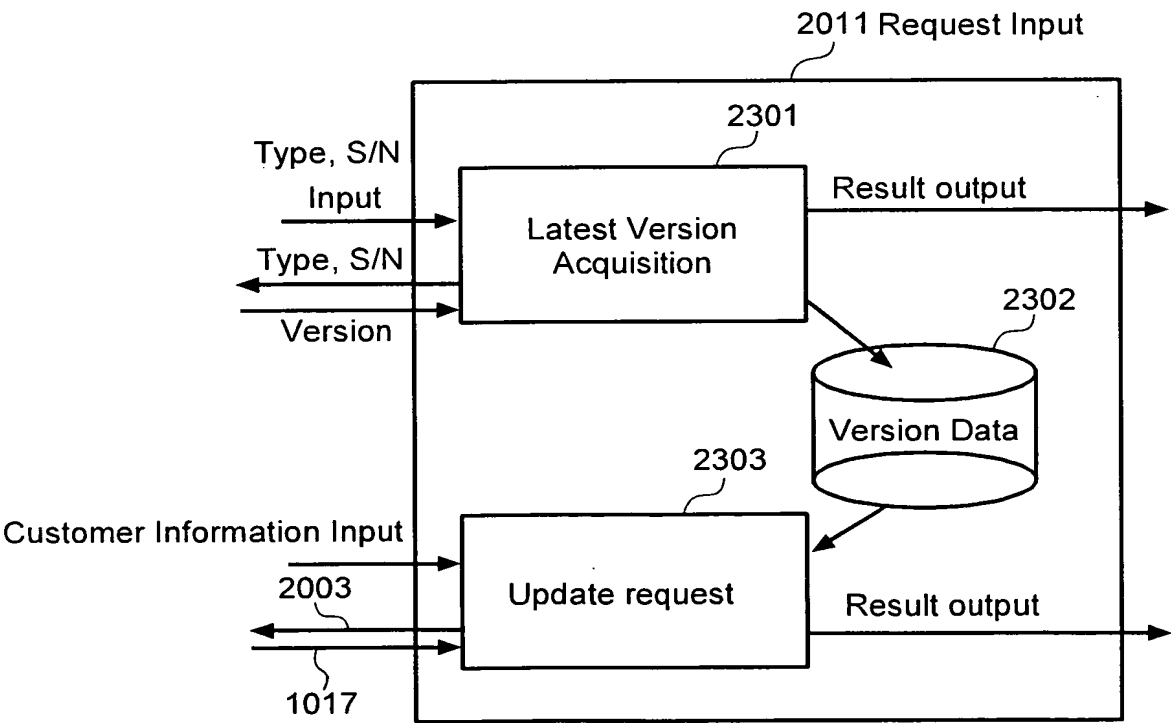 2011 Request Input
2301
Type, S/N
Input
Result output
Latest Version
Acquisition
Type, S/N
Version
2302
Version Data
2303
Customer Information Input
2003
Update request
Result output
1017